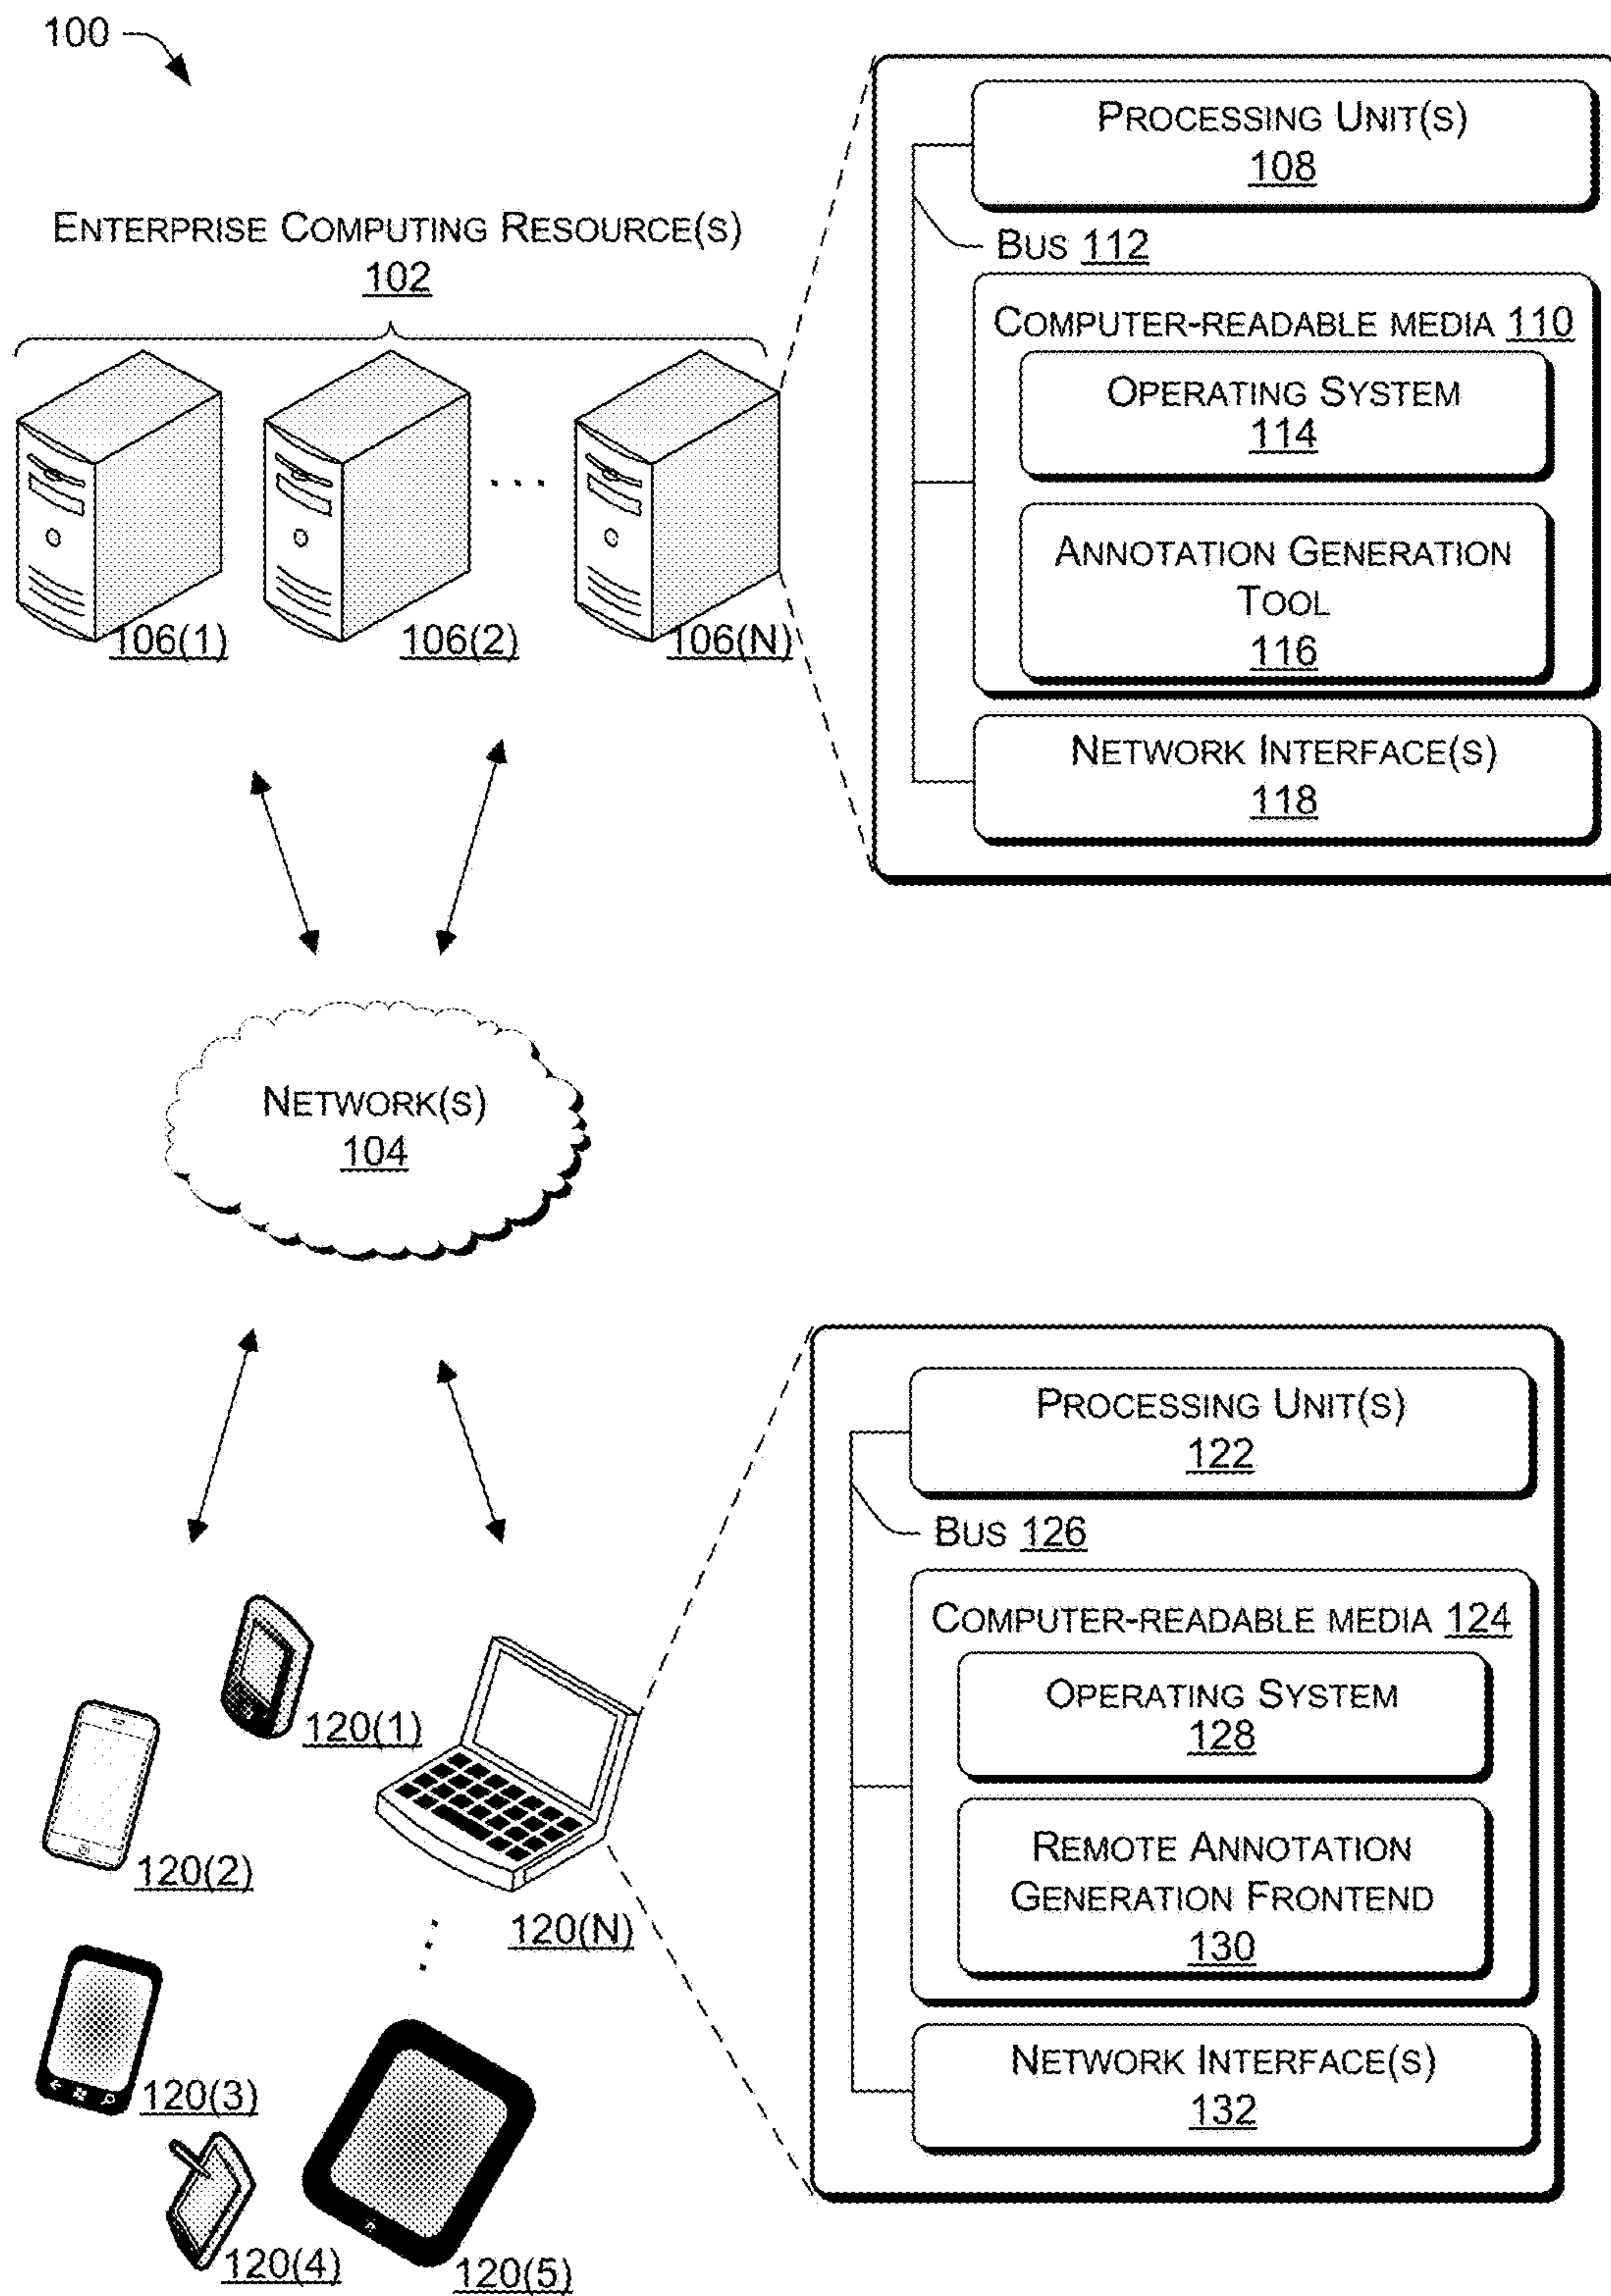 100
ENTERPRISE COMPUTING RESOURCE(S)
102
106(1)
106(2)
...
106(N)
PROCESSING UNIT(S)
108
BUS 112
COMPUTER-READABLE MEDIA 110
OPERATING SYSTEM
114
ANNOTATION GENERATION
TOOL
116
NETWORK INTERFACE(S)
118
NETWORK(S)
104
120(1)
120(2)
120(N)
120(3)
120(4)
120(5)
PROCESSING UNIT(S)
122
BUS 126
COMPUTER-READABLE MEDIA 124
OPERATING SYSTEM
128
REMOTE ANNOTATION
GENERATION FRONTEND
130
NETWORK INTERFACE(S)
132